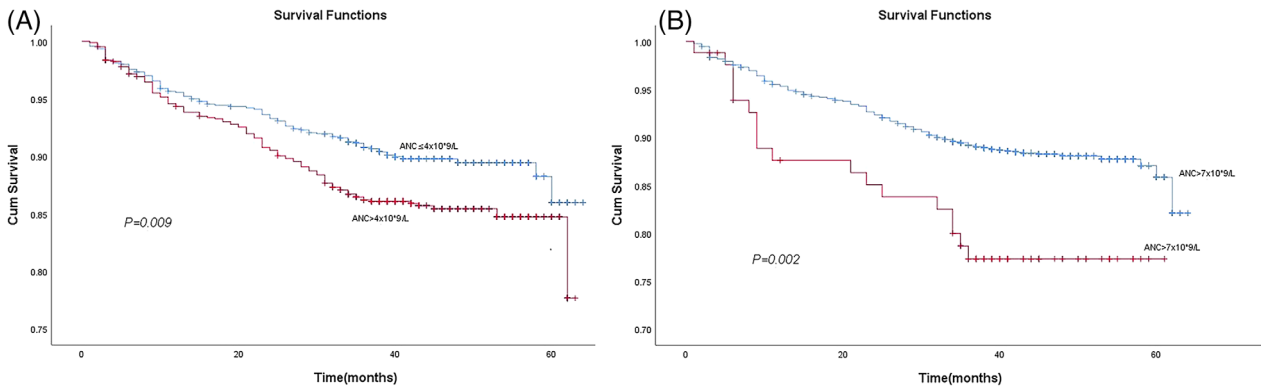 (A)
Survival Functions
1.00
0.95
0.90
0.85
0.80
0.75
Cum Survival
ANC≤4x10*9/L
ANC>4x10*9/L
P=0.009
0
20
40
60
Time(months)
(B)
Survival Functions
1.00
0.95
0.90
0.85
0.80
0.75
0.70
Cum Survival
ANC>7x10*9/L
ANC>7x10*9/L
P=0.002
0
20
40
60
Time(months)